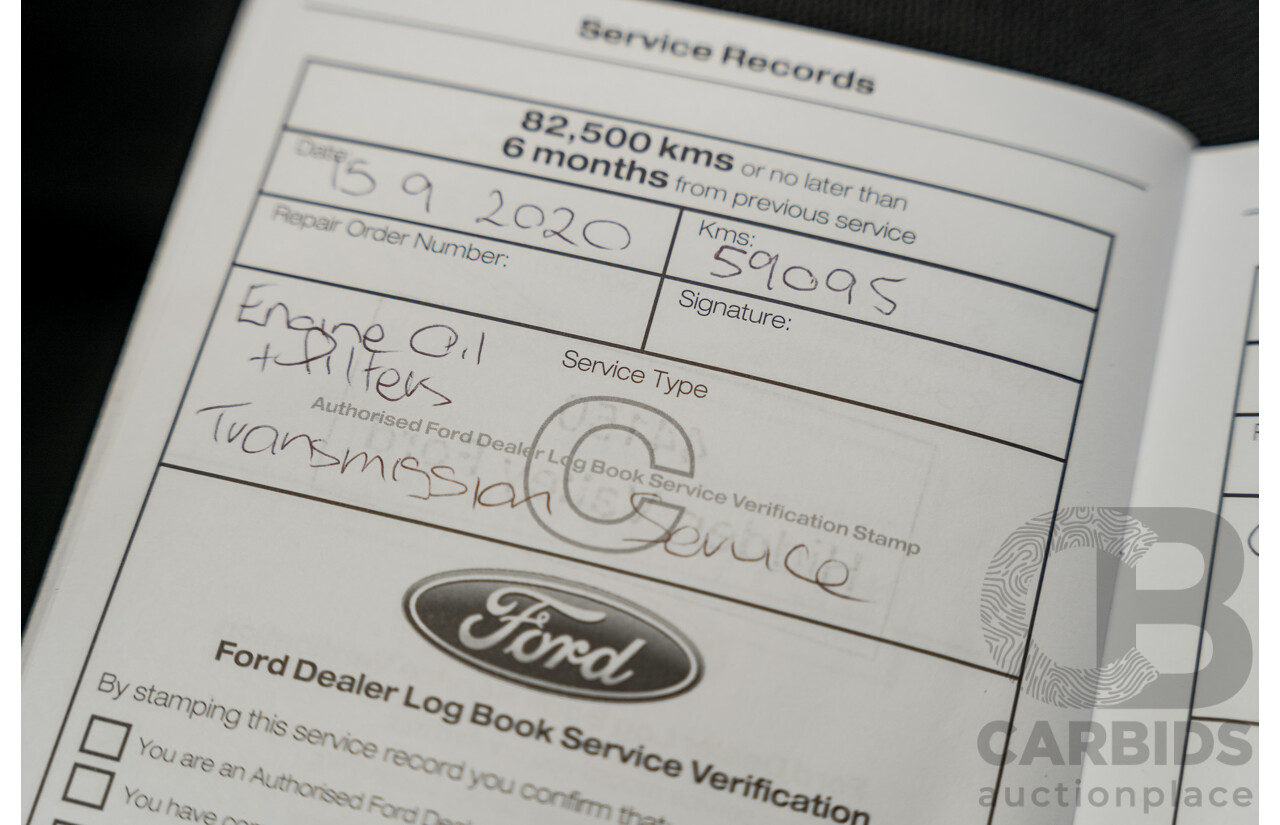 Service Records
82,500 kms or no later than
6 months from previous service
Date:
15 9 2020
Kms:
59095
Repair Order Number:
Signature:
Engine Oil
+ Filters
Service Type
C
Authorised Ford Dealer Log Book Service Verification Stamp
Transmission Service
Ford
Ford Dealer Log Book Service Verification
By stamping this service record you confirm that
You are an Authorised Ford
You have
CB
CARBIDS
auctionplace